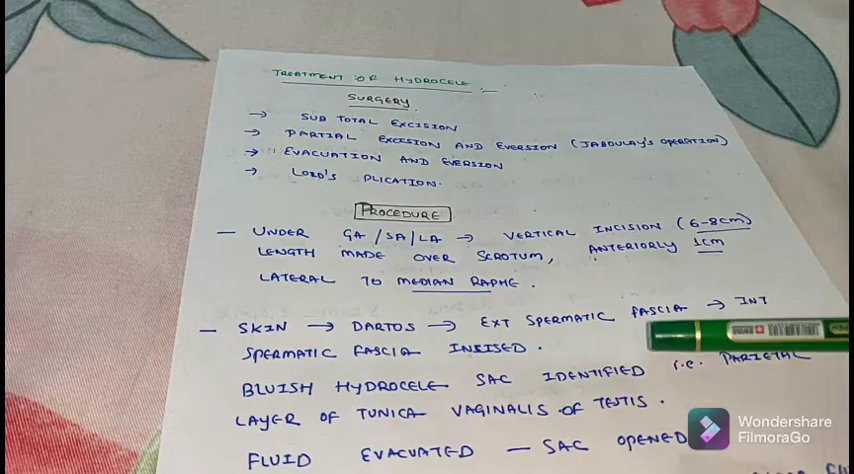 TREATMENT OF HYDROCELE :-
SURGERY
→ SUB TOTAL EXCISION
→ PARTIAL EXCISION AND EVERSION (JABOULAY'S OPERATION)
→ EVACUATION AND EVERSION
→ LORD'S PLICATION.
PROCEDURE
- UNDER GA/SA/LA → VERTICAL INCISION (6-8cm)
LENGTH MADE OVER SCROTUM, ANTERIORLY 1cm
LATERAL TO MEDIAN RAPHE.
- SKIN → DARTOS → EXT SPERMATIC FASCIA → INT
SPERMATIC FASCIA INSISED.
BLUISH HYDROCELE SAC IDENTIFIED i.e. PARIETAL
LAYER OF TUNICA VAGINALIS OF TESTIS.
FLUID EVACUATED - SAC OPENED
Wondershare
FilmoraGo